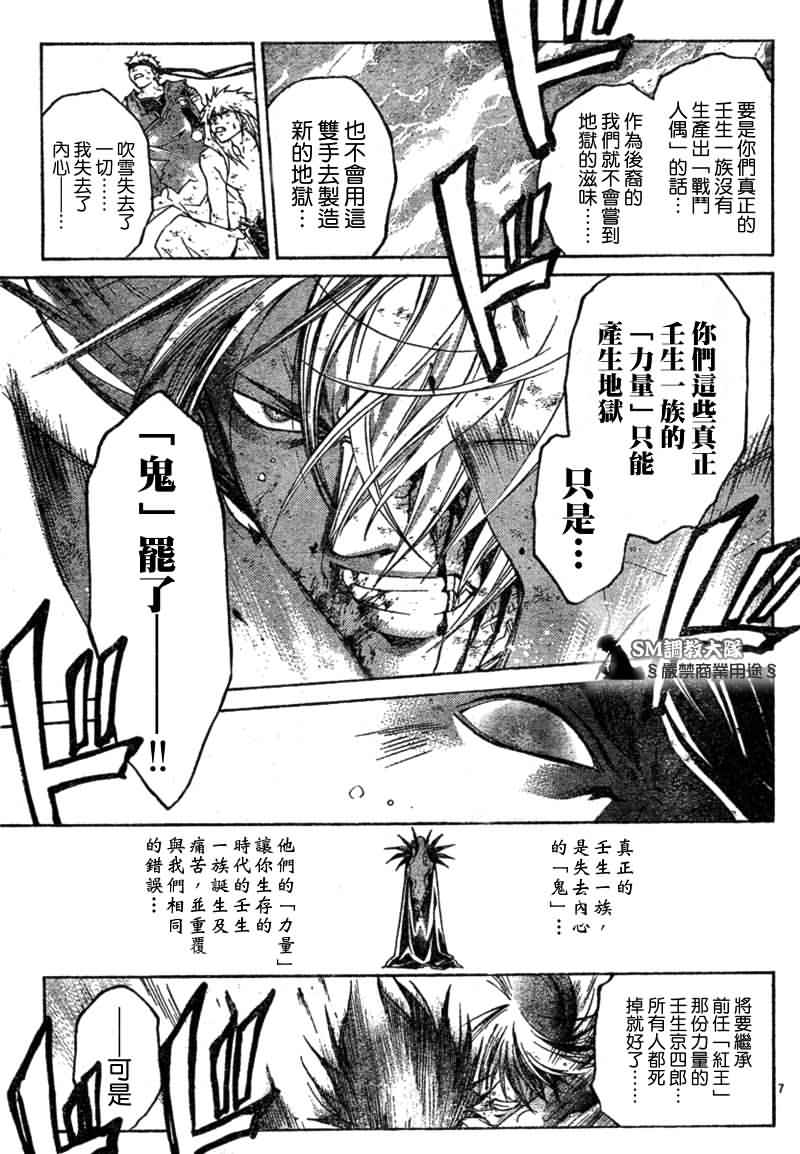 要是你們真正的
壬生一族沒有
生產出「戰鬥
人偶」的話…
作為後裔的
我們就不會嘗到
地獄的滋味……
也不會用這
雙手去製造
新的地獄…
吹雪失去了
一切……
我失去了
內心——
你們這些真正
壬生一族的
「力量」只能
產生地獄
只是…
「鬼」罷了——!!
SM調教大隊
§嚴禁商業用途§
真正的
壬生一族，
是失去內心
的「鬼」…
他們的「力量」
讓你生存的
時代的壬生
一族誕生及
痛苦，並重覆
與我們相同
的錯誤…
將要繼承
前任「紅王」
那份力量的
壬生京四郎…
所有人都死
掉就好了……
——可是
ドドド
ドドド
ドドド
7